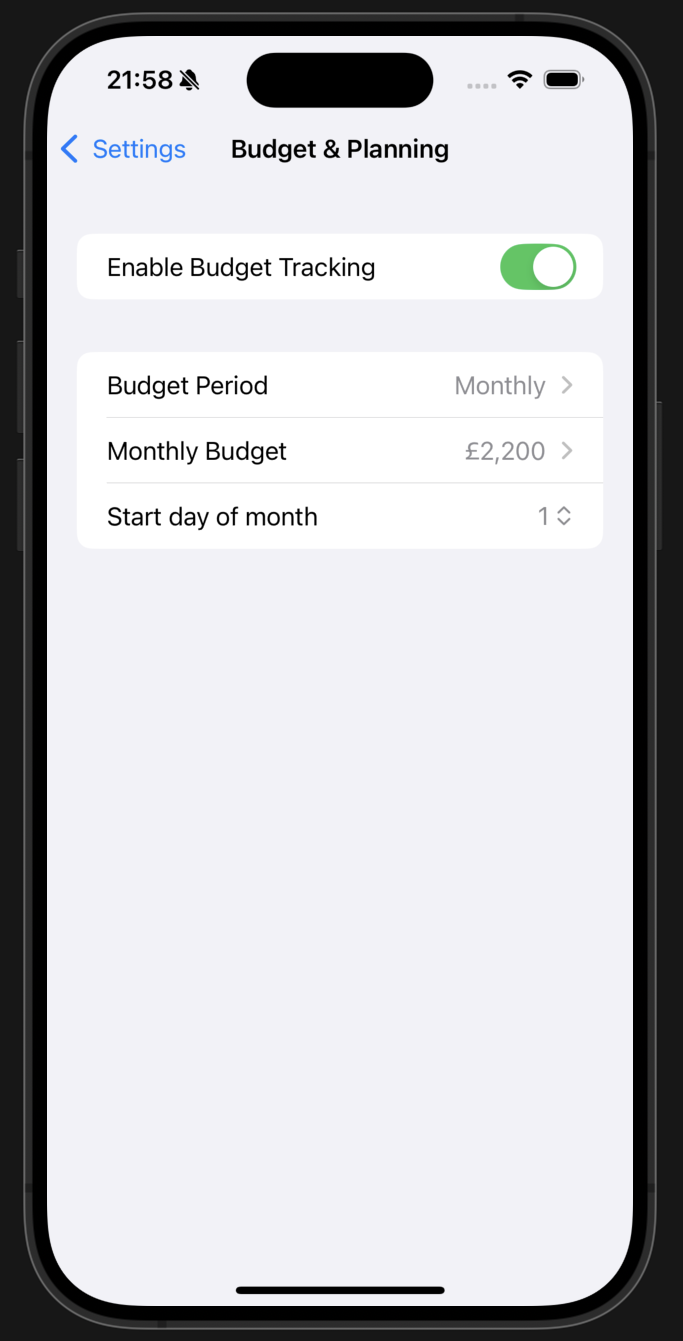 21:58
Settings Budget & Planning
Enable Budget Tracking
Budget Period Monthly
Monthly Budget £2,200
Start day of month 1